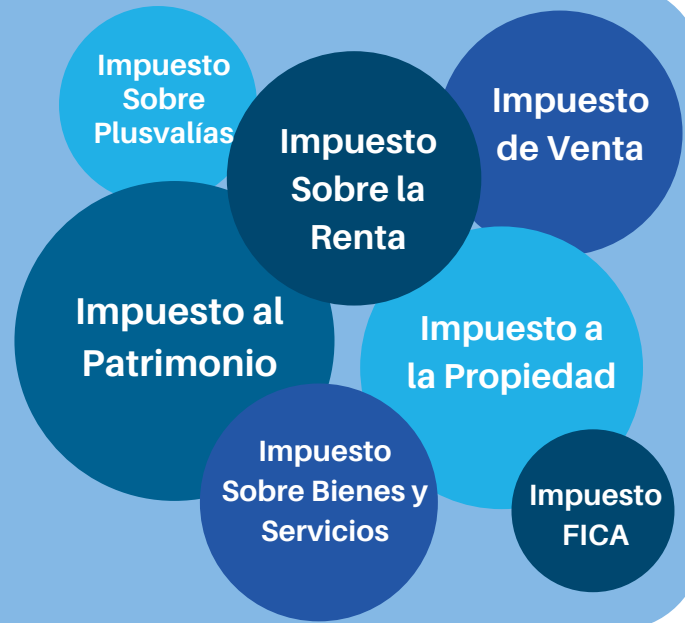 Impuesto
Sobre
Plusvalías
Impuesto
Sobre la
Renta
Impuesto
de Venta
Impuesto al
Patrimonio
Impuesto a
la Propiedad
Impuesto
Sobre Bienes y
Servicios
Impuesto
FICA